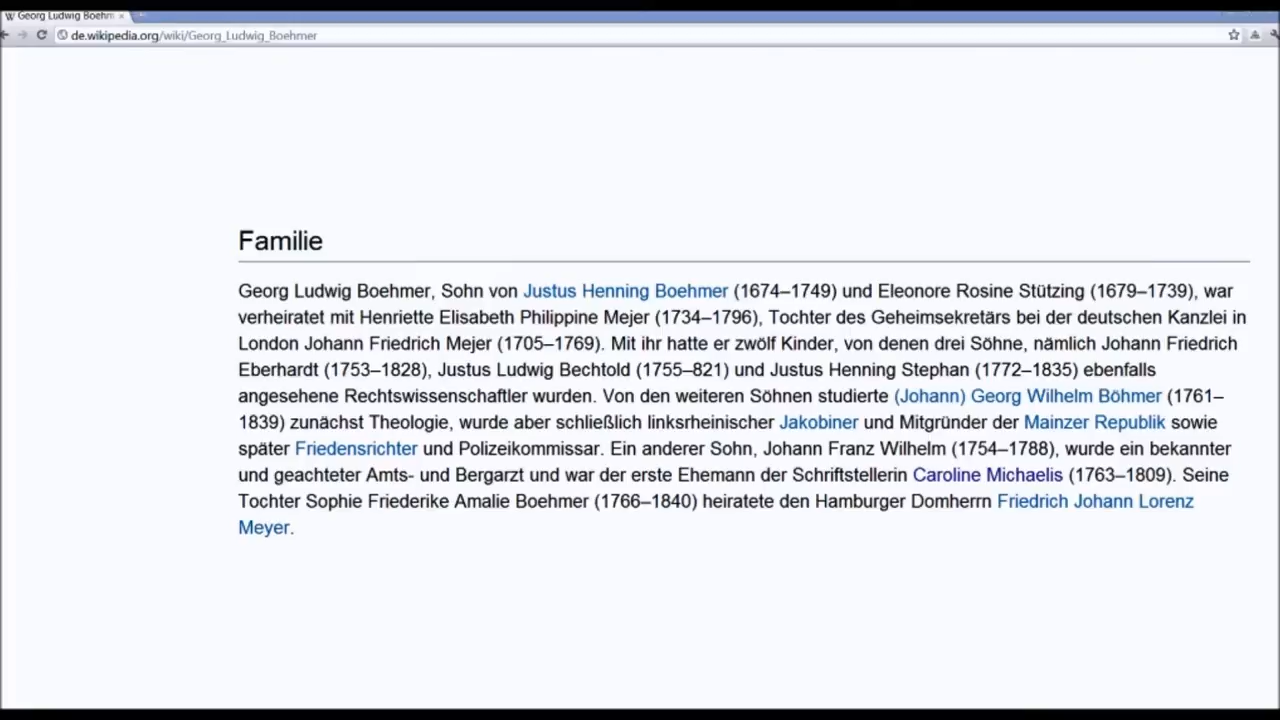 Georg Ludwig Boehm
de.wikipedia.org/wiki/Georg_Ludwig_Boehmer
Familie
Georg Ludwig Boehmer, Sohn von Justus Henning Boehmer (1674–1749) und Eleonore Rosine Stützing (1679–1739), war
verheiratet mit Henriette Elisabeth Philippine Mejer (1734–1796), Tochter des Geheimsekretärs bei der deutschen Kanzlei in
London Johann Friedrich Mejer (1705–1769). Mit ihr hatte er zwölf Kinder, von denen drei Söhne, nämlich Johann Friedrich
Eberhardt (1753–1828), Justus Ludwig Bechtold (1755–821) und Justus Henning Stephan (1772–1835) ebenfalls
angesehene Rechtswissenschaftler wurden. Von den weiteren Söhnen studierte (Johann) Georg Wilhelm Böhmer (1761–
1839) zunächst Theologie, wurde aber schließlich linksrheinischer Jakobiner und Mitgründer der Mainzer Republik sowie
später Friedensrichter und Polizeikommissar. Ein anderer Sohn, Johann Franz Wilhelm (1754–1788), wurde ein bekannter
und geachteter Amts- und Bergarzt und war der erste Ehemann der Schriftstellerin Caroline Michaelis (1763–1809). Seine
Tochter Sophie Friederike Amalie Boehmer (1766–1840) heiratete den Hamburger Domherrn Friedrich Johann Lorenz
Meyer.